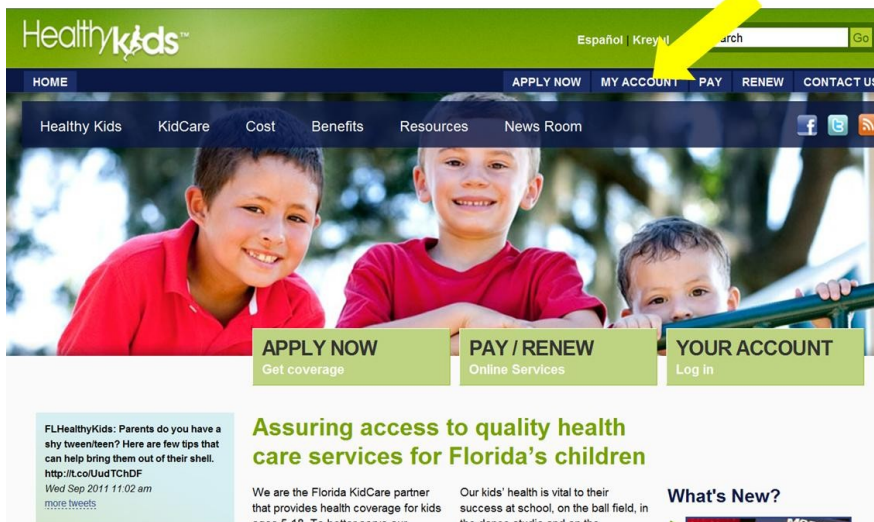 Healthykids™
Español | Kreyol
Go
HOME
APPLY NOW MY ACCOUNT PAY RENEW CONTACT US
Healthy Kids KidCare Cost Benefits Resources News Room
APPLY NOW
Get coverage
PAY / RENEW
Online Services
YOUR ACCOUNT
Log in
FLHealthyKids: Parents do you have a
shy tween/teen? Here are few tips that
can help bring them out of their shell.
http://t.co/UudTChDF
Wed Sep 2011 11:02 am
more tweets
Assuring access to quality health
care services for Florida's children
We are the Florida KidCare partner
that provides health coverage for kids
Our kids' health is vital to their
success at school, on the ball field, in
What's New?